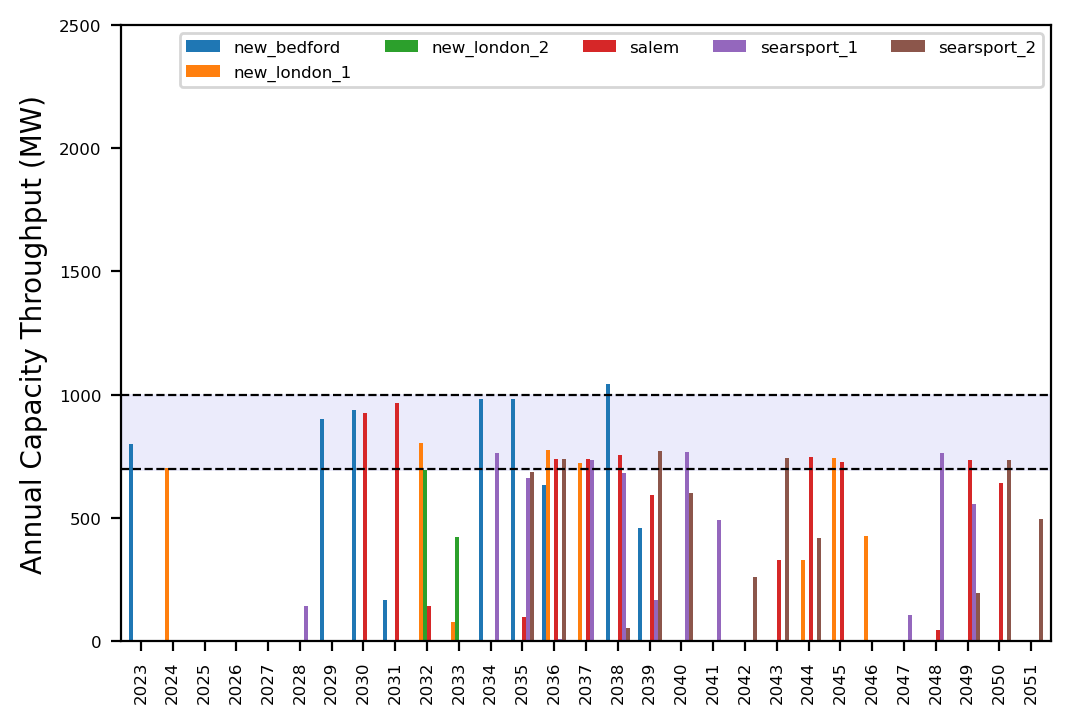 2500
2000
1500
1000
500
0
Annual Capacity Throughput (MW)
new_bedford new_london_2 salem searsport_1 searsport_2
new_london_1
2023 2024 2025 2026 2027 2028 2029 2030 2031 2032 2033 2034 2035 2036 2037 2038 2039 2040 2041 2042 2043 2044 2045 2046 2047 2048 2049 2050 2051